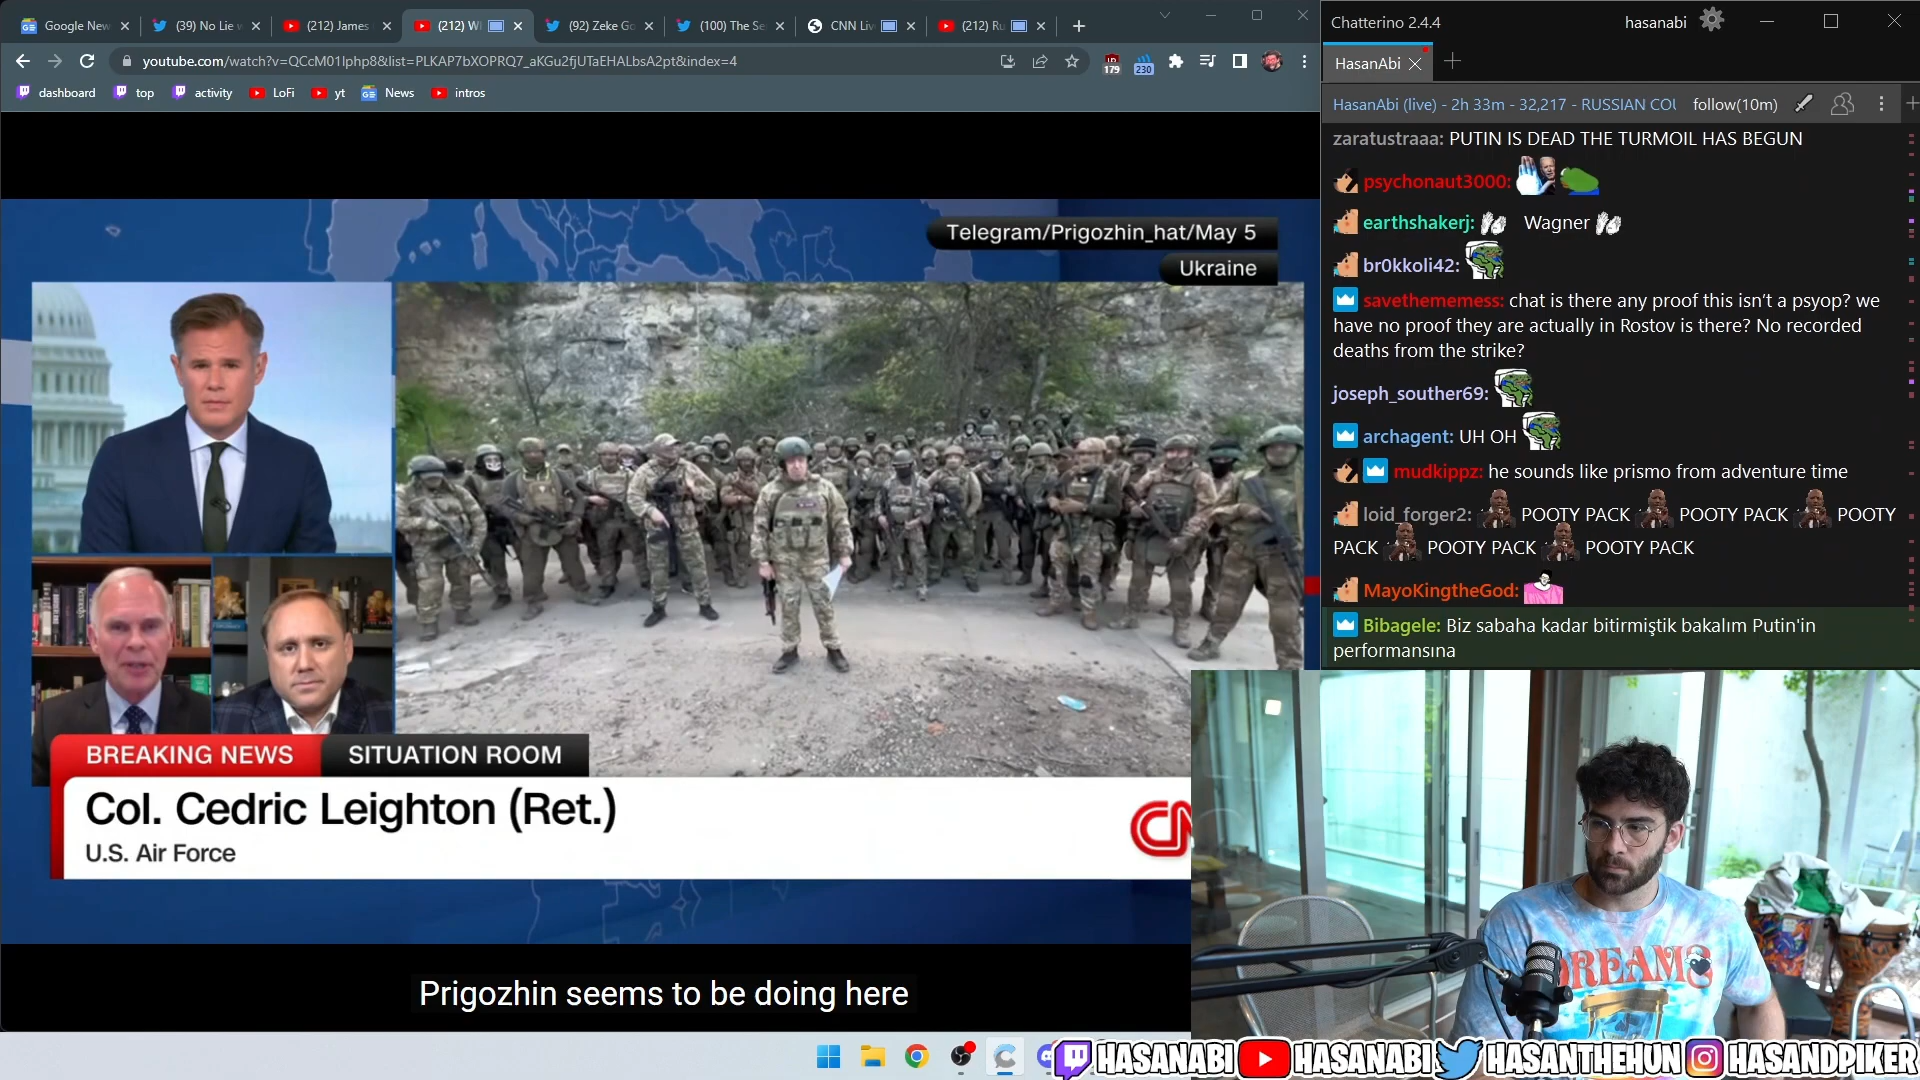 Google New
(39) No Lie w
(212) James
(212) W
(92) Zeke Go
(100) The Se
CNN Liv
(212) Ru
youtube.com/watch?v=QCcM01Iphp8&list=PLKAP7bXOPRQ7_aKGu2fjUTaEHALbsA2pt&index=4
179
230
dashboard
top
activity
LoFi
yt
News
intros
Telegram/Prigozhin_hat/May 5
Ukraine
BREAKING NEWS
SITUATION ROOM
Col. Cedric Leighton (Ret.)
U.S. Air Force
CN
Prigozhin seems to be doing here
Chatterino 2.4.4
hasanabi
HasanAbi
HasanAbi (live) - 2h 33m - 32,217 - RUSSIAN COU
follow(10m)
zaratustraaa: PUTIN IS DEAD THE TURMOIL HAS BEGUN
psychonaut3000:
earthshakerj: Wagner
br0kkoli42:
savethememess: chat is there any proof this isn't a psyop? we
have no proof they are actually in Rostov is there? No recorded
deaths from the strike?
joseph_souther69:
archagent: UH OH
mudkippz: he sounds like prismo from adventure time
loid_forger2: POOTY PACK POOTY PACK POOTY
PACK POOTY PACK POOTY PACK
MayoKingtheGod:
Bibagele: Biz sabaha kadar bitirmiştik bakalım Putin'in
performansına
DREAMS
HASANABI
HASANABI
HASANTHEHUN
HASANDPIKER